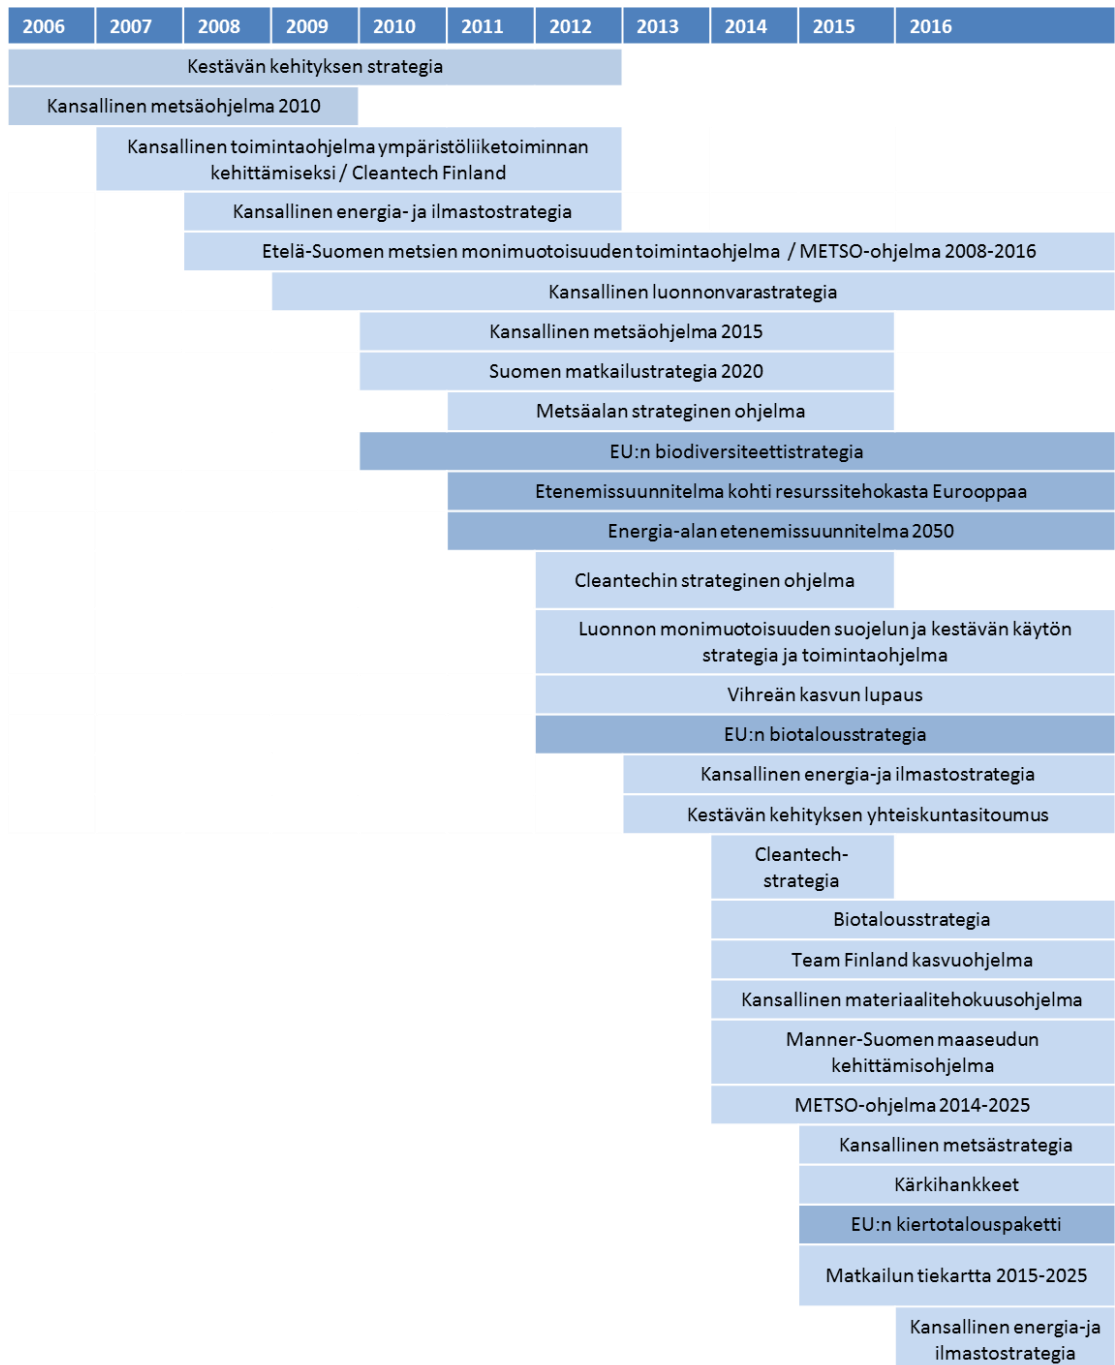 2006 2007 2008 2009 2010 2011 2012 2013 2014 2015 2016
Kestävän kehityksen strategia
Kansallinen metsäohjelma 2010
Kansallinen toimintaohjelma ympäristöliiketoiminnan
kehittämiseksi / Cleantech Finland
Kansallinen energia- ja ilmastostrategia
Etelä-Suomen metsien monimuotoisuuden toimintaohjelma / METSO-ohjelma 2008-2016
Kansallinen luonnonvarastrategia
Kansallinen metsäohjelma 2015
Suomen matkailustrategia 2020
Metsäalan strateginen ohjelma
EU:n biodiversiteettistrategia
Etenemissuunnitelma kohti resurssitehokasta Eurooppaa
Energia-alan etenemissuunnitelma 2050
Cleantechin strateginen ohjelma
Luonnon monimuotoisuuden suojelun ja kestävän käytön
strategia ja toimintaohjelma
Vihreän kasvun lupaus
EU:n biotalousstrategia
Kansallinen energia-ja ilmastostrategia
Kestävän kehityksen yhteiskuntasitoumus
Cleantech-
strategia
Biotalousstrategia
Team Finland kasvuohjelma
Kansallinen materiaalitehokuusohjelma
Manner-Suomen maaseudun
kehittämisohjelma
METSO-ohjelma 2014-2025
Kansallinen metsästrategia
Kärkihankkeet
EU:n kiertotalouspaketti
Matkailun tiekartta 2015-2025
Kansallinen energia-ja
ilmastostrategia